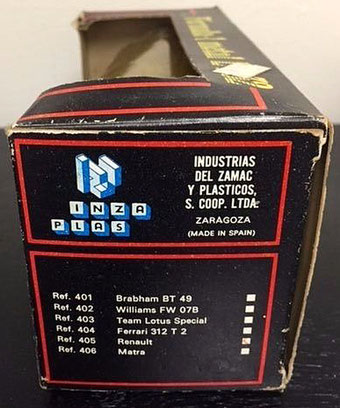 INDUSTRIAS
DEL ZAMAC
Y PLASTICOS,
S. COOP. LTDA.
ZARAGOZA
(MADE IN SPAIN)
INZA
PLAS
Ref. 401 Brabham BT 49
Ref. 402 Williams FW 07B
Ref. 403 Team Lotus Special
Ref. 404 Ferrari 312 T 2
Ref. 405 Renault
Ref. 406 Matra